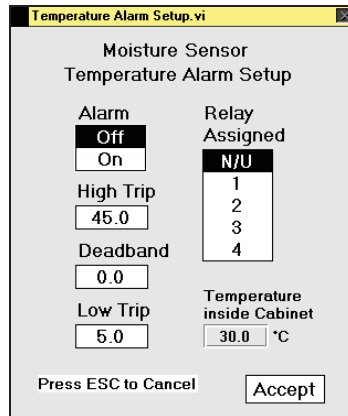 Temperature Alarm Setup.vi
Moisture Sensor
Temperature Alarm Setup
Alarm
Off
On
High Trip
45.0
Deadband
0.0
Low Trip
5.0
Relay
Assigned
N/U
1
2
3
4
Temperature
inside Cabinet
30.0 °C
Press ESC to Cancel
Accept